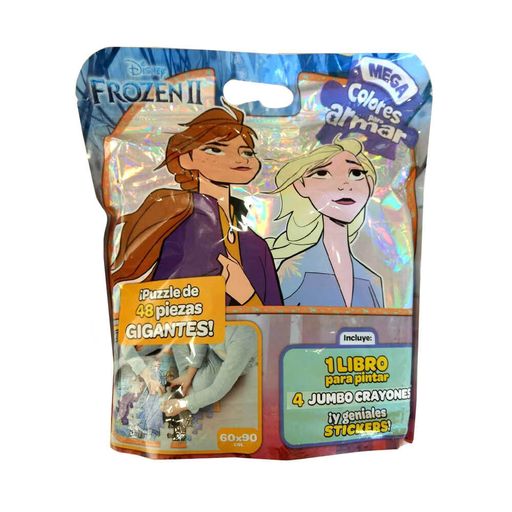 Disney
FROZEN II
MEGA
Colores
para
armar
¡Puzzle de
48 piezas
GIGANTES!
60x90
cm.
Incluye:
1 LIBRO
para pintar
4 JUMBO CRAYONES
¡y geniales
STICKERS!